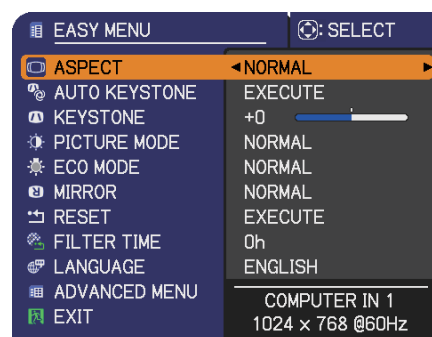 EASY MENU : SELECT
ASPECT NORMAL
AUTO KEYSTONE EXECUTE
KEYSTONE +0
PICTURE MODE NORMAL
ECO MODE NORMAL
MIRROR NORMAL
RESET EXECUTE
FILTER TIME 0h
LANGUAGE ENGLISH
ADVANCED MENU
EXIT
COMPUTER IN 1
1024 x 768 @60Hz